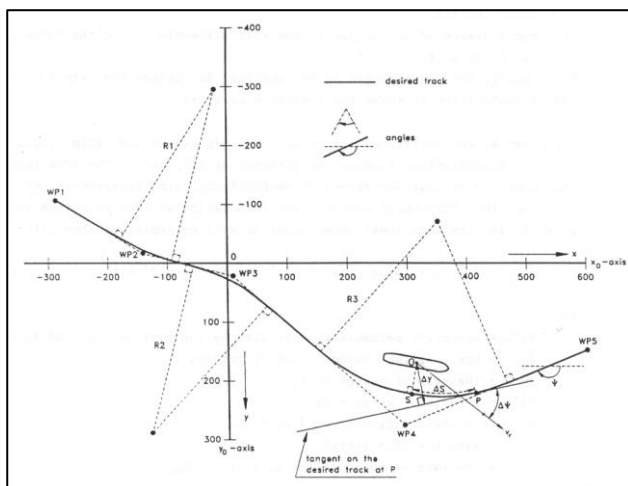 -400
desired track
-300
angles
R1
-200
WP1
-100
WP2
0
x
x₀-axis
-300 -200 -100 100 200 300 400 500 600
WP3
R3
100
R2
WP5
G
ΔY
200
ΔS
ψ
S
P
Δψ
y
WP4
Vr
300
y₀-axis
tangent on the
desired track at P